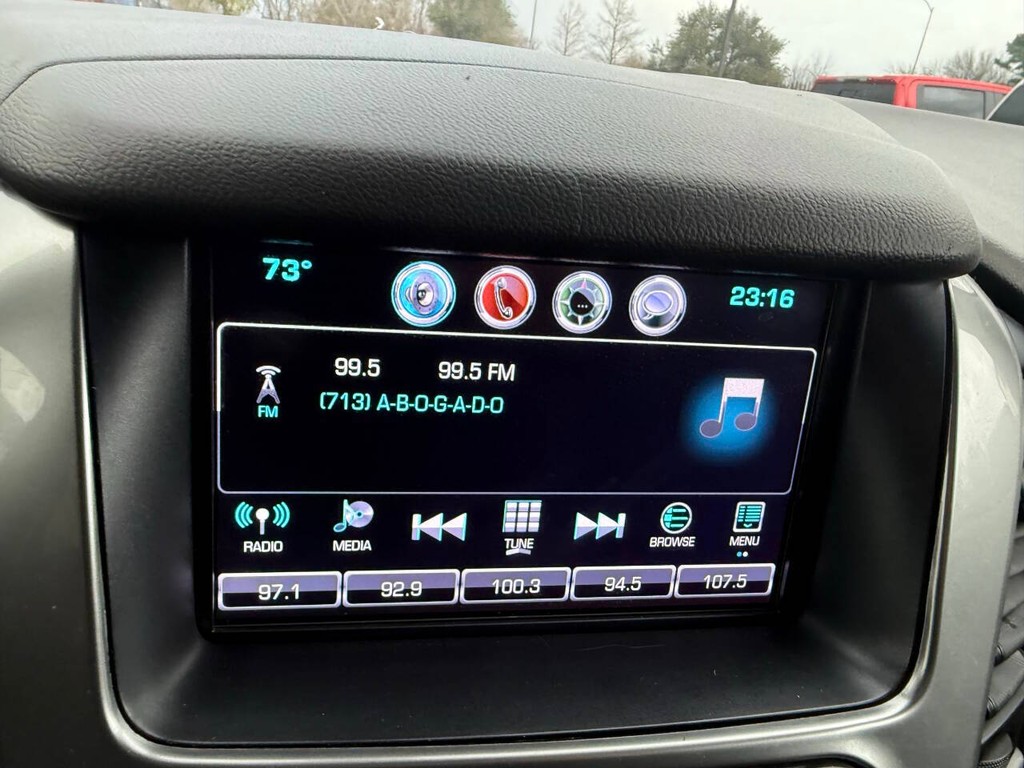 73°
23:16
99.5 99.5 FM
FM
(713) A-B-O-G-A-D-O
RADIO MEDIA TUNE BROWSE MENU
97.1 92.9 100.3 94.5 107.5